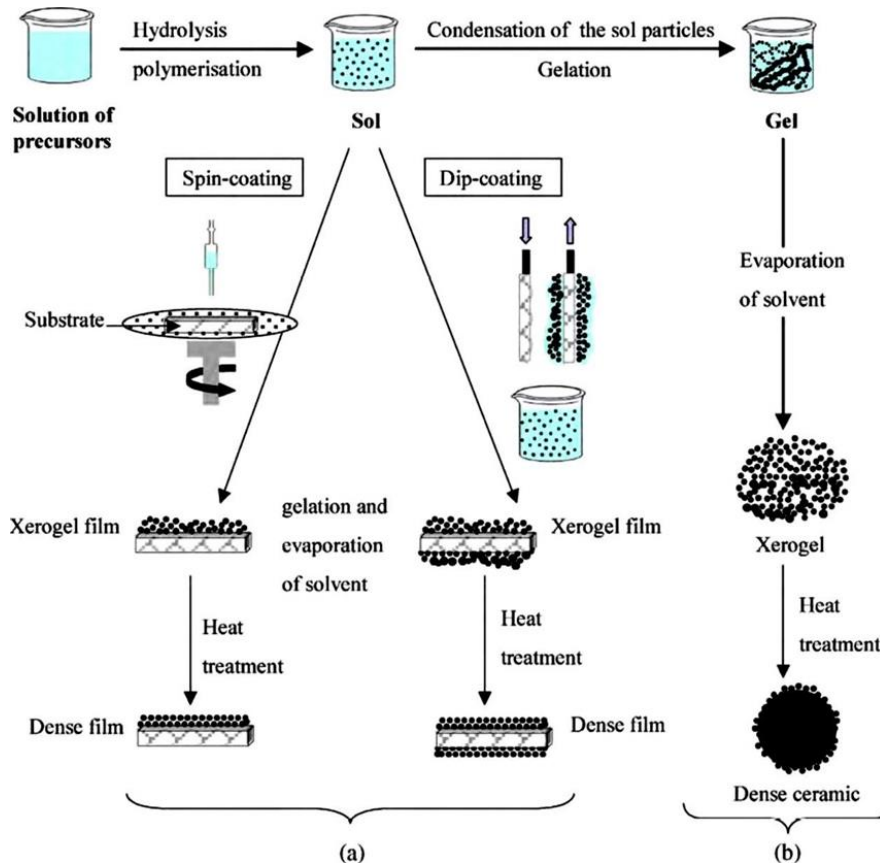 Hydrolysis
polymerisation
Condensation of the sol particles
Gelation
Solution of
precursors
Sol
Gel
Spin-coating
Dip-coating
Substrate
Evaporation
of solvent
Xerogel film
gelation and
evaporation
of solvent
Xerogel film
Xerogel
Heat
treatment
Heat
treatment
Heat
treatment
Dense film
Dense film
Dense ceramic
(a)
(b)